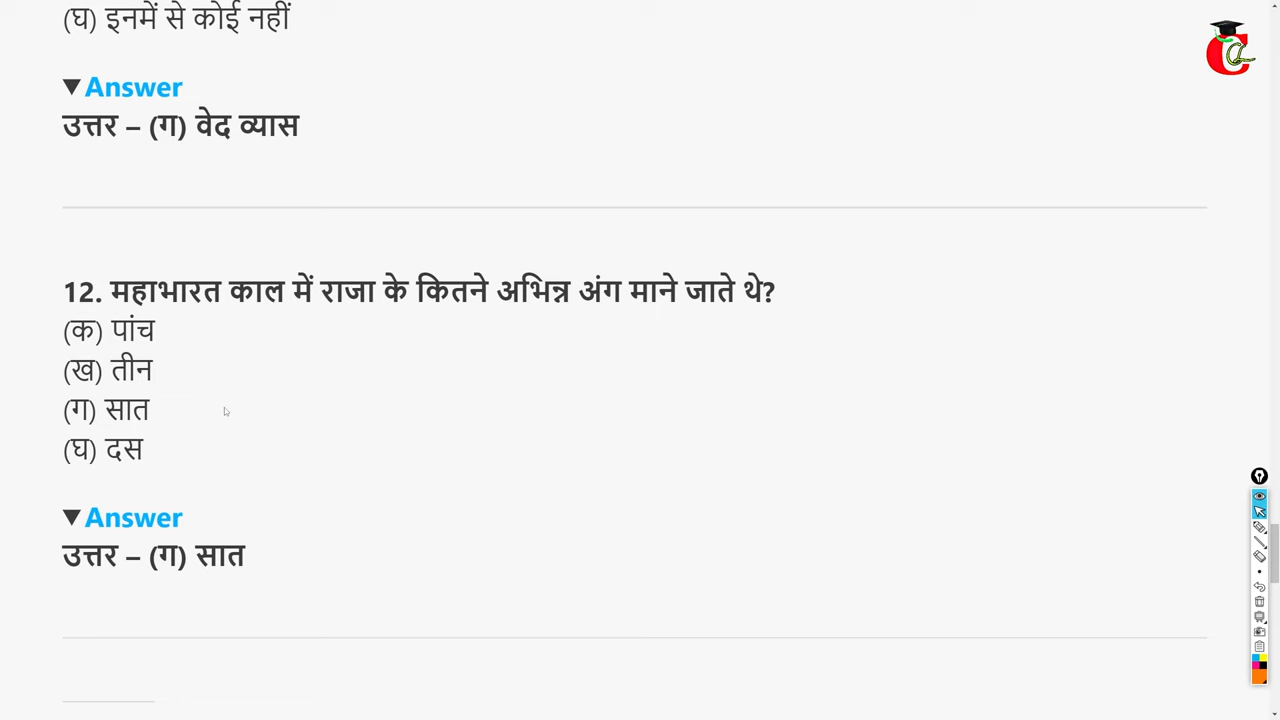 (घ) इनमें से कोई नहीं
Answer
उत्तर – (ग) वेद व्यास
12. महाभारत काल में राजा के कितने अभिन्न अंग माने जाते थे?
(क) पांच
(ख) तीन
(ग) सात
(घ) दस
Answer
उत्तर – (ग) सात